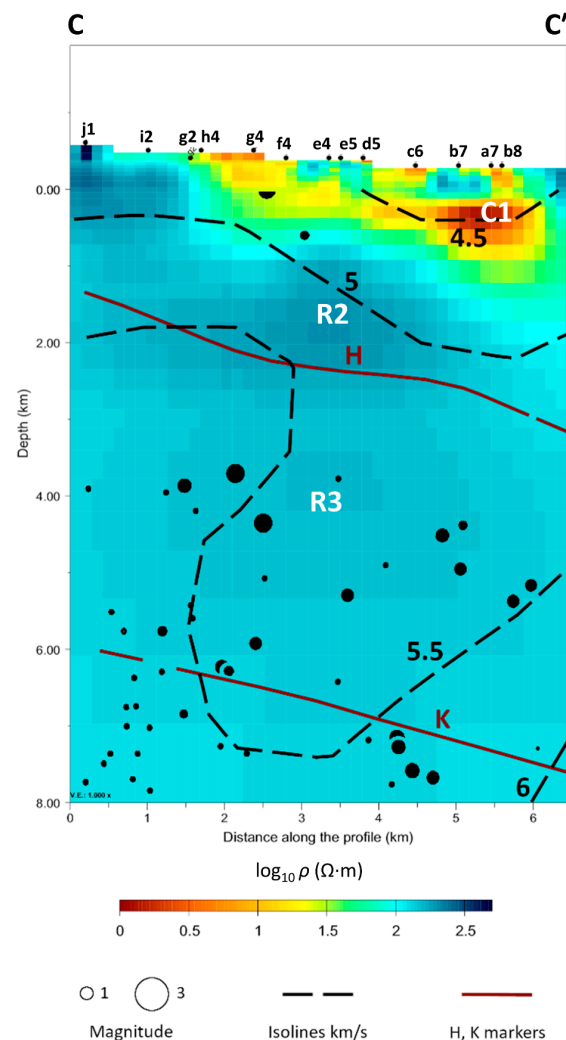 C C′
j1 i2 g2 h4 g4 f4 e4 e5 d5 c6 b7 a7 b8
0.00
C1
4.5
5
R2
2.00
H
Depth (km)
4.00
R3
6.00
5.5
K
6
8.00
V.E.: 1.000 x
0 1 2 3 4 5 6
Distance along the profile (km)
log₁₀ ρ (Ω·m)
0 0.5 1 1.5 2 2.5
1 3
Magnitude Isolines km/s H, K markers